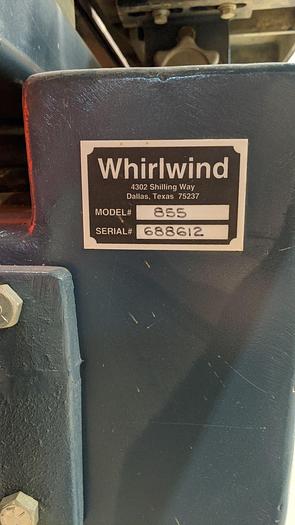 Whirlwind
4302 Shilling Way
Dallas, Texas 75237
MODEL# 855
SERIAL# 688612